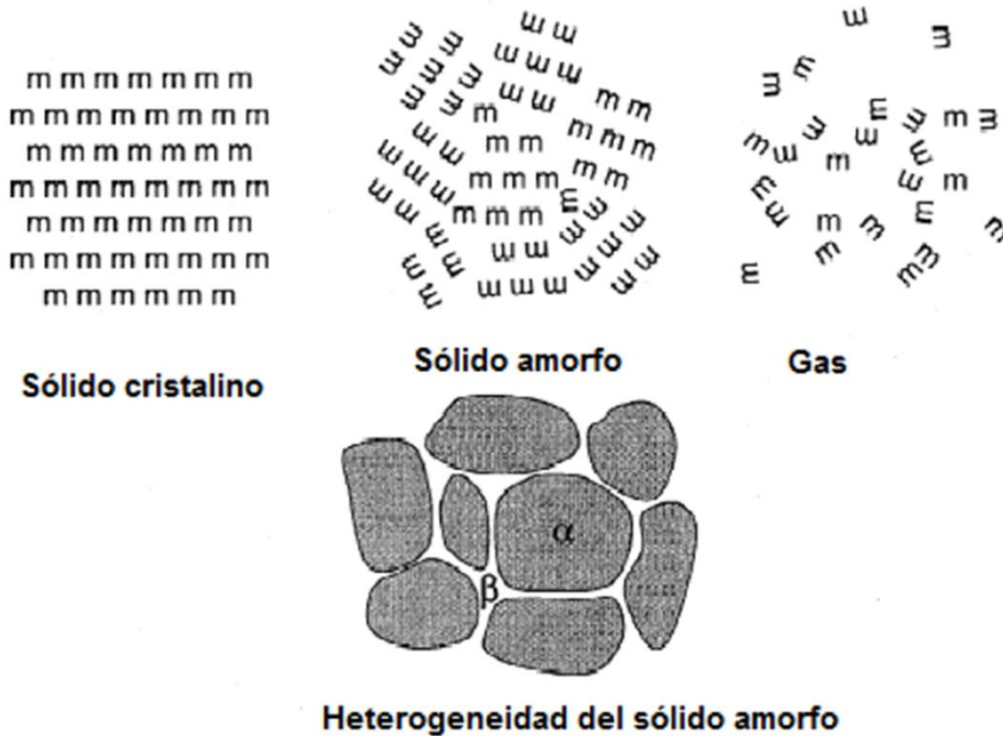 Sólido cristalino
Sólido amorfo
Gas
α
β
Heterogeneidad del sólido amorfo